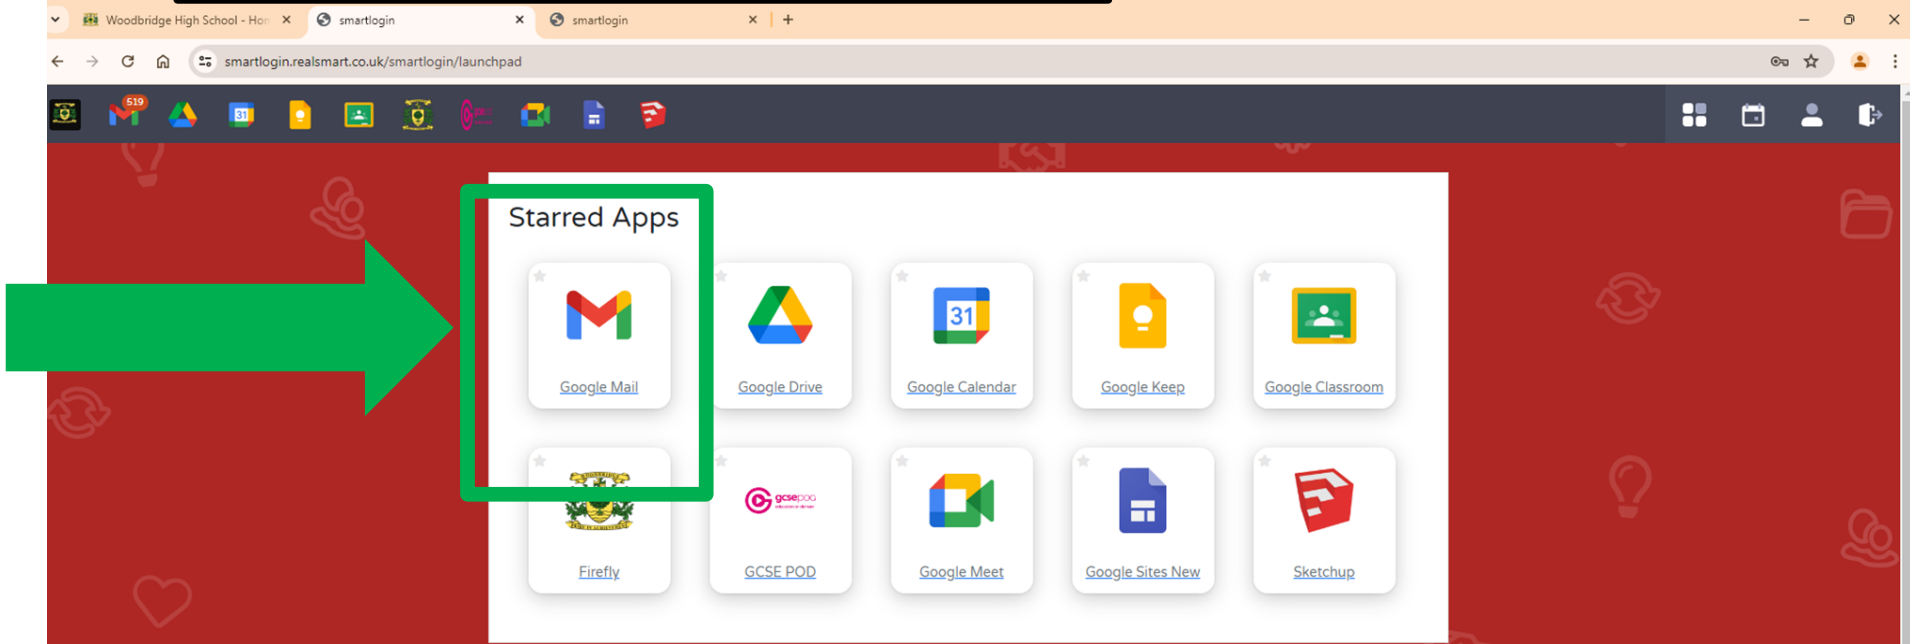 Woodbridge High School - Hon
smartlogin
smartlogin
smartlogin.realsmart.co.uk/smartlogin/launchpad
519
31
Starred Apps
31
Google Mail
Google Drive
Google Calendar
Google Keep
Google Classroom
gcsepod
Firefly
GCSE POD
Google Meet
Google Sites New
Sketchup